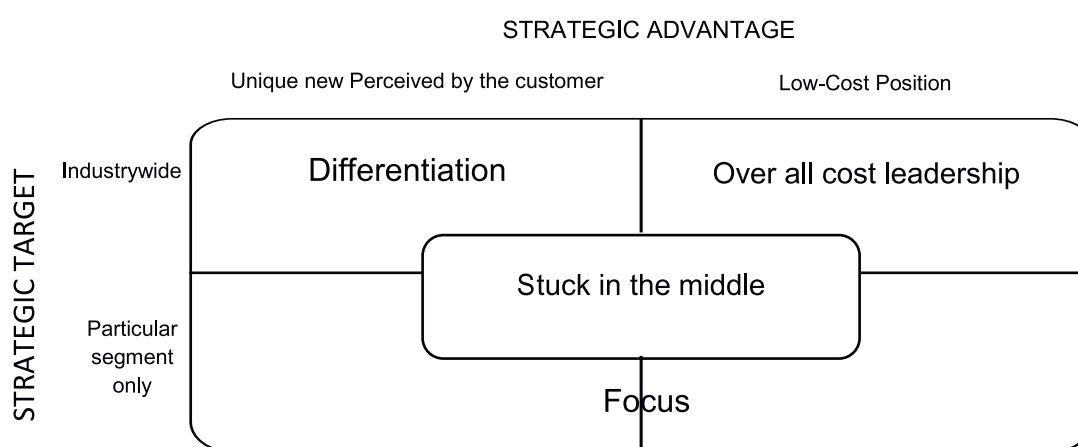 STRATEGIC ADVANTAGE
Unique new Perceived by the customer
Low-Cost Position
Industrywide
Differentiation
Over all cost leadership
STRATEGIC TARGET
Stuck in the middle
Particular
segment
only
Focus